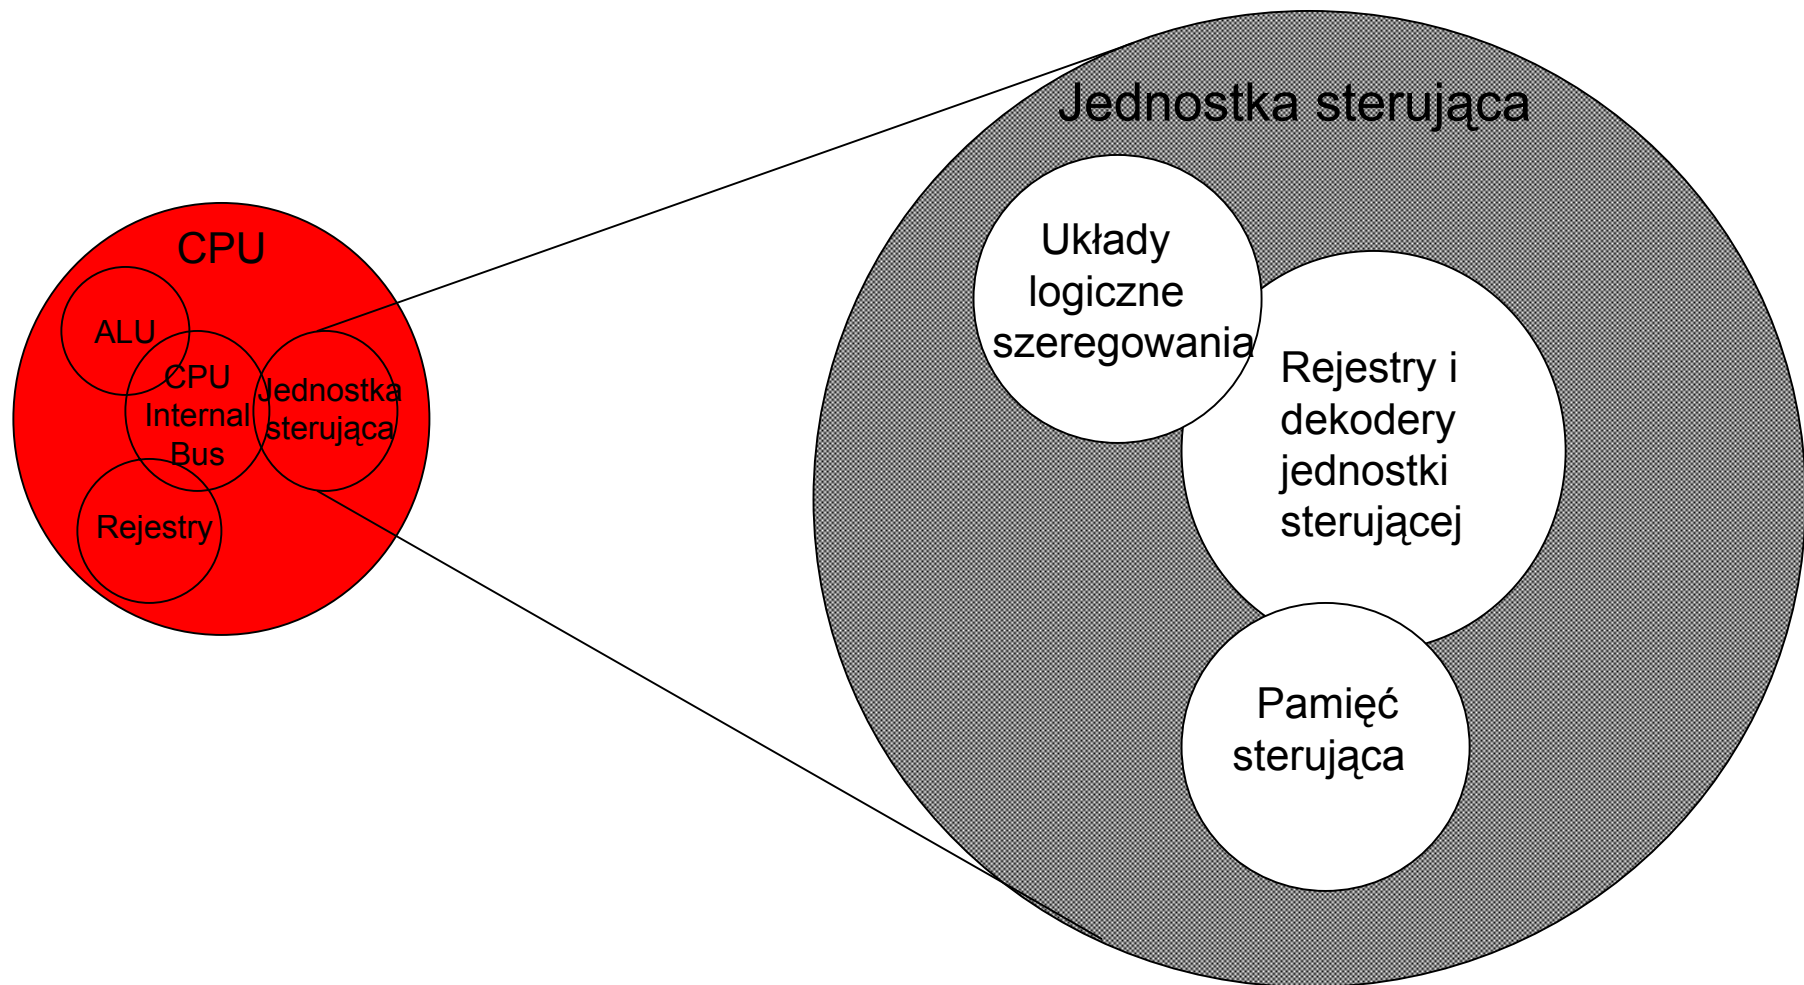 CPU
ALU
CPU
Internal
Bus
Jednostka
sterująca
Rejestry
Jednostka sterująca
Układy
logiczne
szeregowania
Rejestry i
dekodery
jednostki
sterującej
Pamięć
sterująca